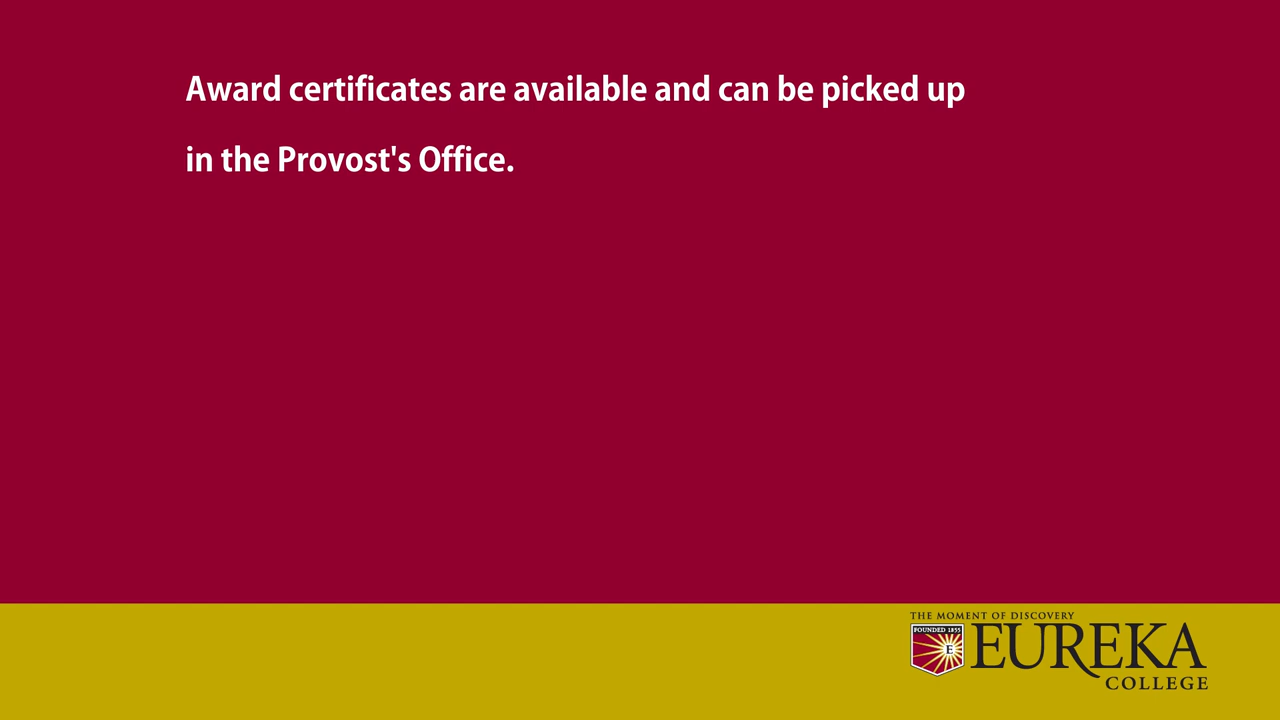 Award certificates are available and can be picked up
in the Provost's Office.
THE MOMENT OF DISCOVERY
FOUNDED 1855
E
EUREKA
COLLEGE